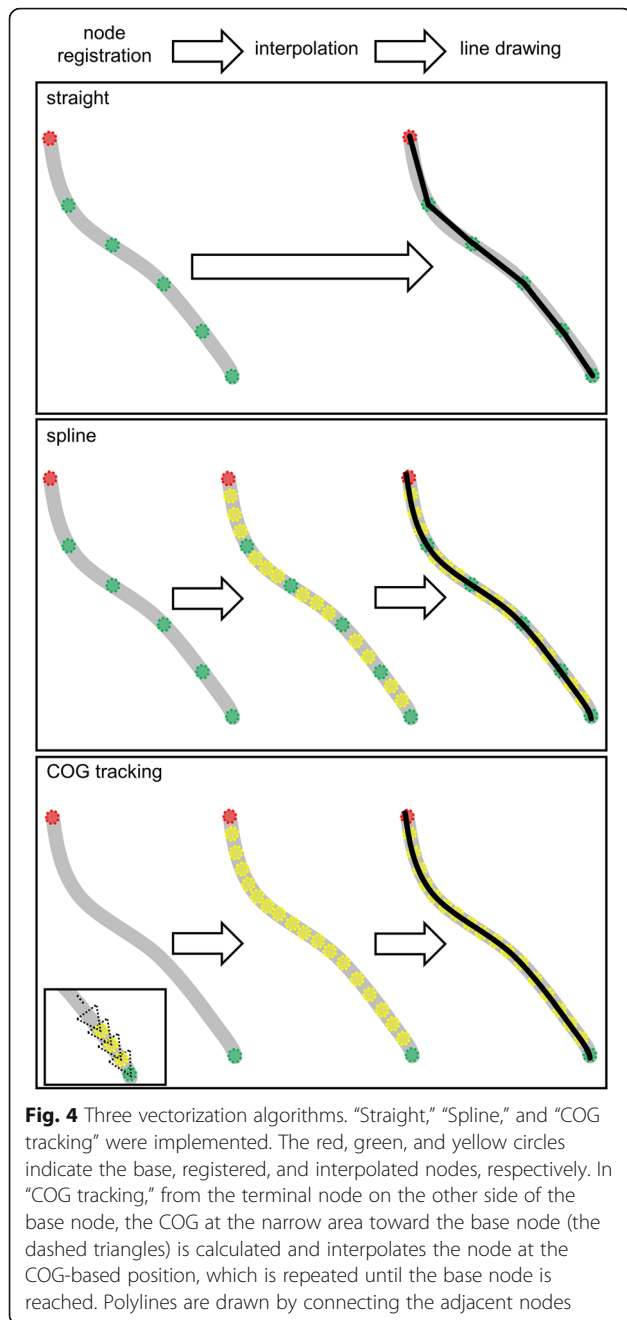 node registration
interpolation
line drawing
straight
spline
COG tracking
Fig. 4 Three vectorization algorithms. “Straight,” “Spline,” and “COG
tracking” were implemented. The red, green, and yellow circles
indicate the base, registered, and interpolated nodes, respectively. In
“COG tracking,” from the terminal node on the other side of the
base node, the COG at the narrow area toward the base node (the
dashed triangles) is calculated and interpolates the node at the
COG-based position, which is repeated until the base node is
reached. Polylines are drawn by connecting the adjacent nodes